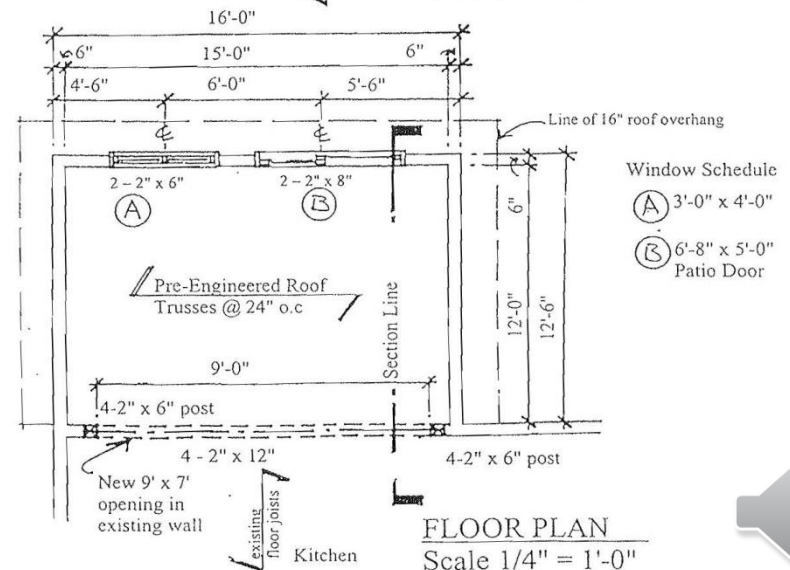 16'-0"
6" 15'-0" 6"
4'-6" 6'-0" 5'-6"
Line of 16" roof overhang
2 – 2" x 6" 2 – 2" x 8"
A B
6"
Window Schedule
A 3'-0" x 4'-0"
B 6'-8" x 5'-0"
Patio Door
Pre-Engineered Roof
Trusses @ 24" o.c
Section Line
12'-0"
12'-6"
9'-0"
4-2" x 6" post
4 - 2" x 12"
4-2" x 6" post
New 9' x 7'
opening in
existing wall
existing
floor joists
Kitchen
FLOOR PLAN
Scale 1/4" = 1'-0"